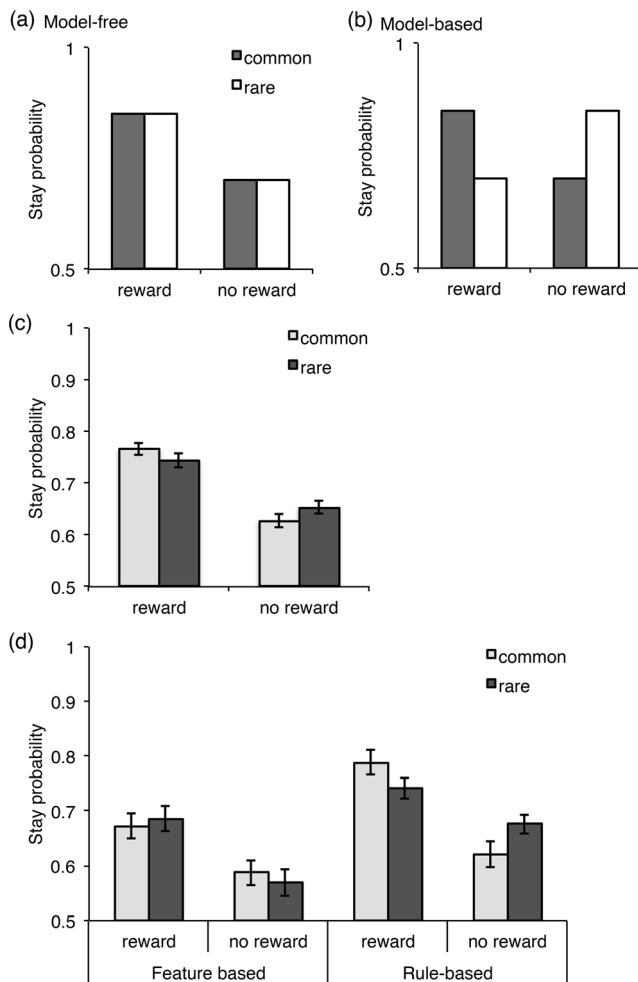 (a) Model-free
(b) Model-based
1
common
rare
Stay probability
0.5
reward no reward
1
Stay probability
0.5
reward no reward
(c)
1
common
rare
0.9
0.8
0.7
0.6
0.5
Stay probability
reward no reward
(d)
1
common
rare
0.9
0.8
0.7
0.6
0.5
Stay probability
reward no reward reward no reward
Feature based Rule-based